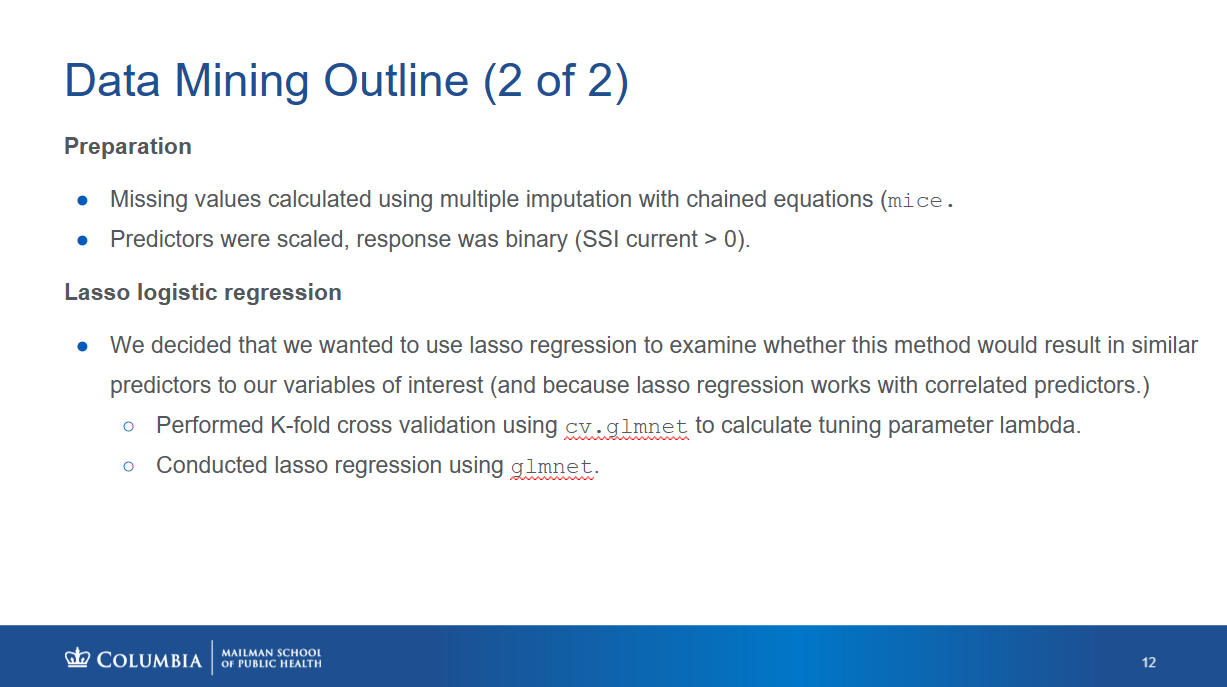 Data Mining Outline (2 of 2)
Preparation
● Missing values calculated using multiple imputation with chained equations (mice.
● Predictors were scaled, response was binary (SSI current > 0).
Lasso logistic regression
● We decided that we wanted to use lasso regression to examine whether this method would result in similar
predictors to our variables of interest (and because lasso regression works with correlated predictors.)
○ Performed K-fold cross validation using cv.glmnet to calculate tuning parameter lambda.
○ Conducted lasso regression using glmnet.
COLUMBIA
MAILMAN SCHOOL
OF PUBLIC HEALTH
12